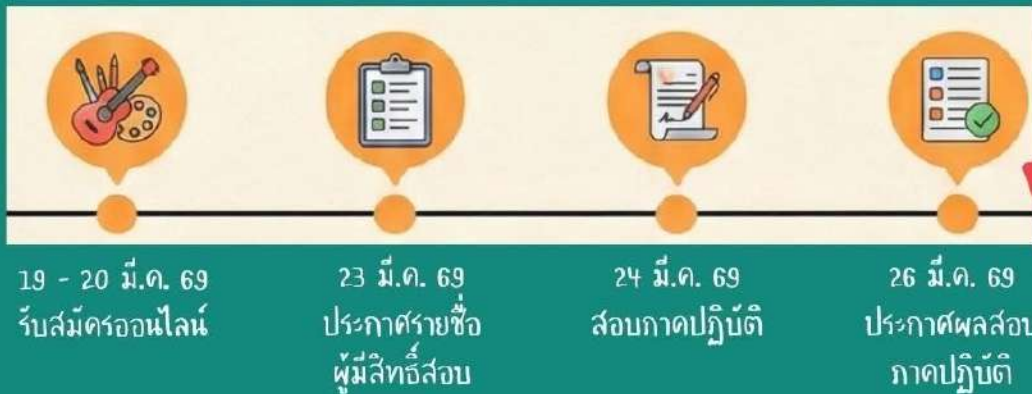 19 - 20 มี.ค. 69
รับสมัครออนไลน์
23 มี.ค. 69
ประกาศรายชื่อ
ผู้มีสิทธิ์สอบ
24 มี.ค. 69
สอบภาคปฏิบัติ
26 มี.ค. 69
ประกาศผลสอบ
ภาคปฏิบัติ